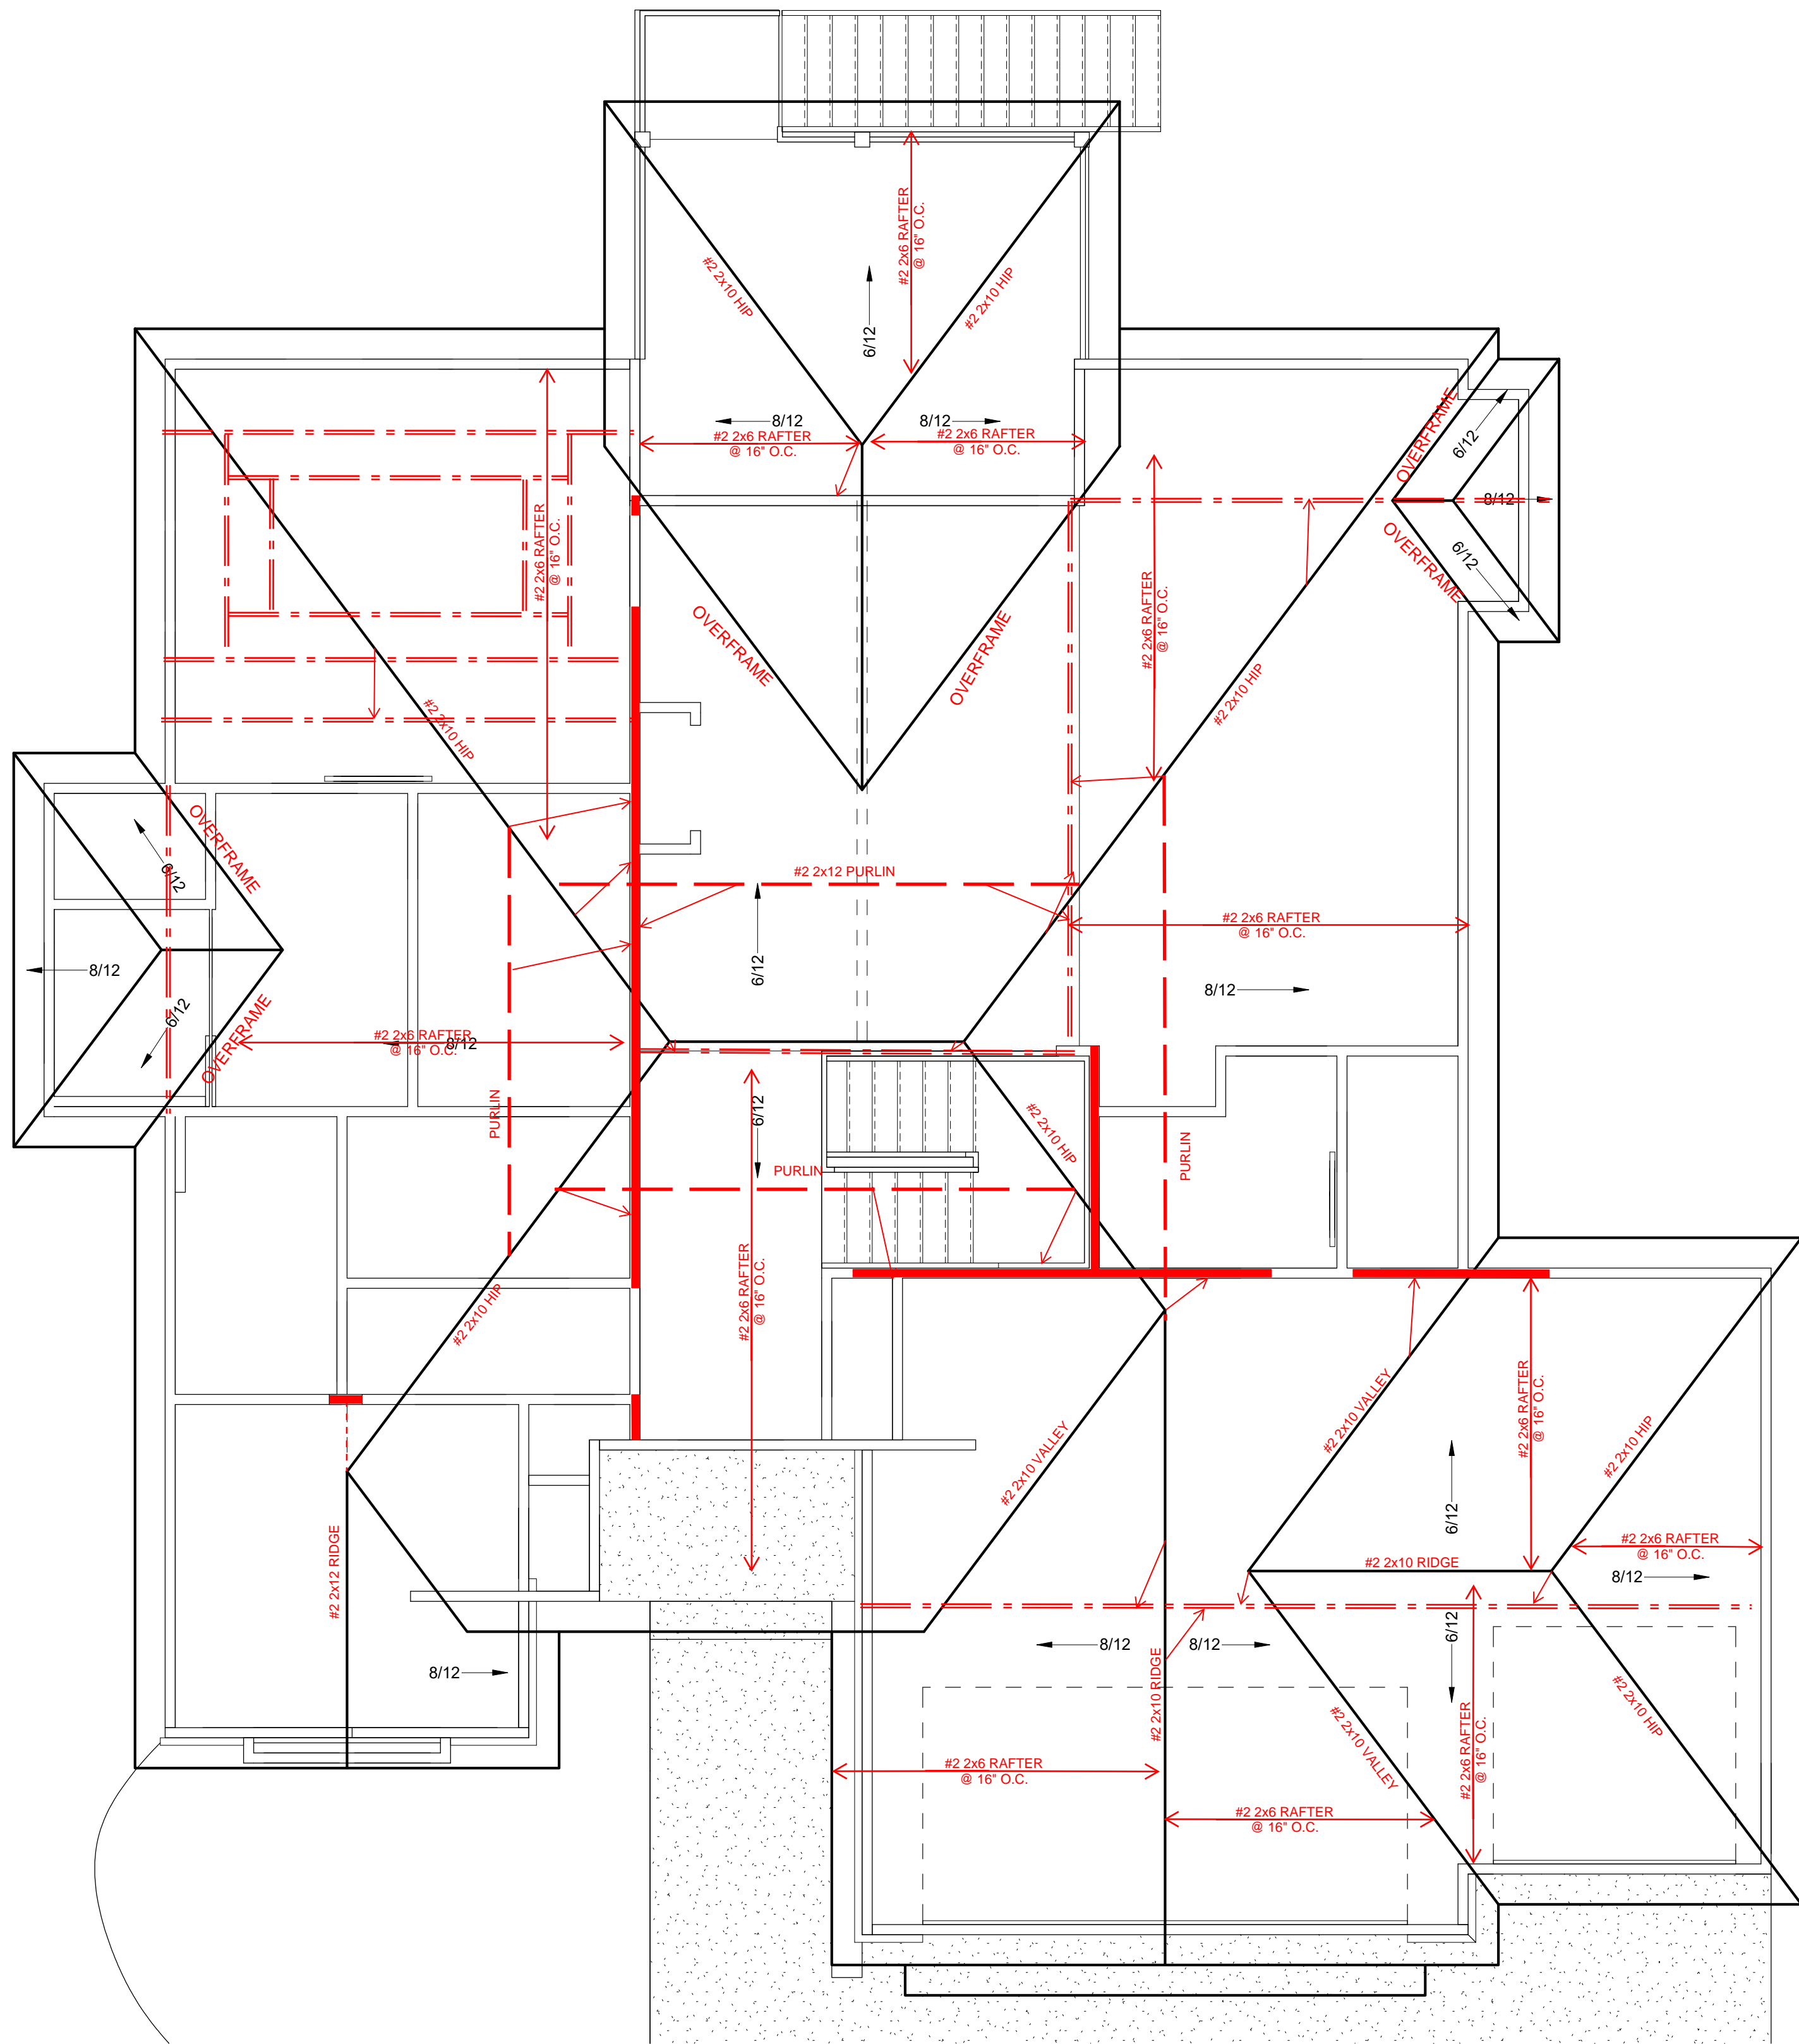 #2 2x6 RAFTER
@ 16" O.C.
#2 2x10 HIP
#2 2x10 HIP
6/12
8/12
8/12
#2 2x6 RAFTER
@ 16" O.C.
#2 2x6 RAFTER
@ 16" O.C.
OVERFRAME
6/12
8/12
OVERFRAME
6/12
#2 2x6 RAFTER
@ 16" O.C.
#2 2x6 RAFTER
@ 16" O.C.
OVERFRAME
OVERFRAME
#2 2x10 HIP
#2 2x10 HIP
OVERFRAME
6/12
#2 2x12 PURLIN
#2 2x6 RAFTER
@ 16" O.C.
8/12
6/12
8/12
6/12
OVERFRAME
#2 2x6 RAFTER
@ 16" O.C.
8/12
PURLIN
6/12
#2 2x10 HIP
PURLIN
PURLIN
#2 2x10 HIP
#2 2x6 RAFTER
@ 16" O.C.
#2 2x10 VALLEY
#2 2x10 VALLEY
#2 2x6 RAFTER
@ 16" O.C.
#2 2x10 HIP
6/12
#2 2x6 RAFTER
@ 16" O.C.
#2 2x10 RIDGE
8/12
#2 2x12 RIDGE
8/12
8/12
8/12
6/12
#2 2x10 RIDGE
#2 2x10 VALLEY
#2 2x6 RAFTER
@ 16" O.C.
#2 2x10 HIP
#2 2x6 RAFTER
@ 16" O.C.
#2 2x6 RAFTER
@ 16" O.C.